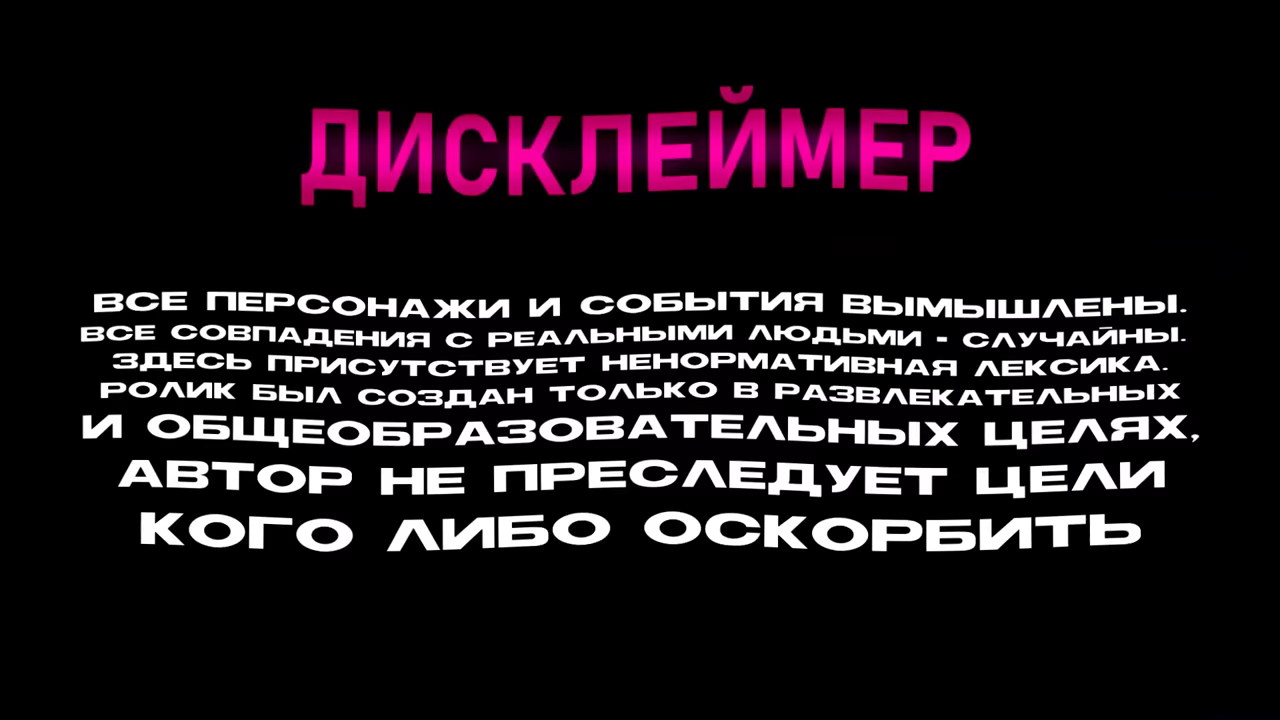 ДИСКЛЕЙМЕР
ВСЕ ПЕРСОНАЖИ И СОБЫТИЯ ВЫМЫШЛЕНЫ.
ВСЕ СОВПАДЕНИЯ С РЕАЛЬНЫМИ ЛЮДЬМИ - СЛУЧАЙНЫ.
ЗДЕСЬ ПРИСУТСТВУЕТ НЕНОРМАТИВНАЯ ЛЕКСИКА.
РОЛИК БЫЛ СОЗДАН ТОЛЬКО В РАЗВЛЕКАТЕЛЬНЫХ
И ОБЩЕОБРАЗОВАТЕЛЬНЫХ ЦЕЛЯХ,
АВТОР НЕ ПРЕСЛЕДУЕТ ЦЕЛИ
КОГО ЛИБО ОСКОРБИТЬ